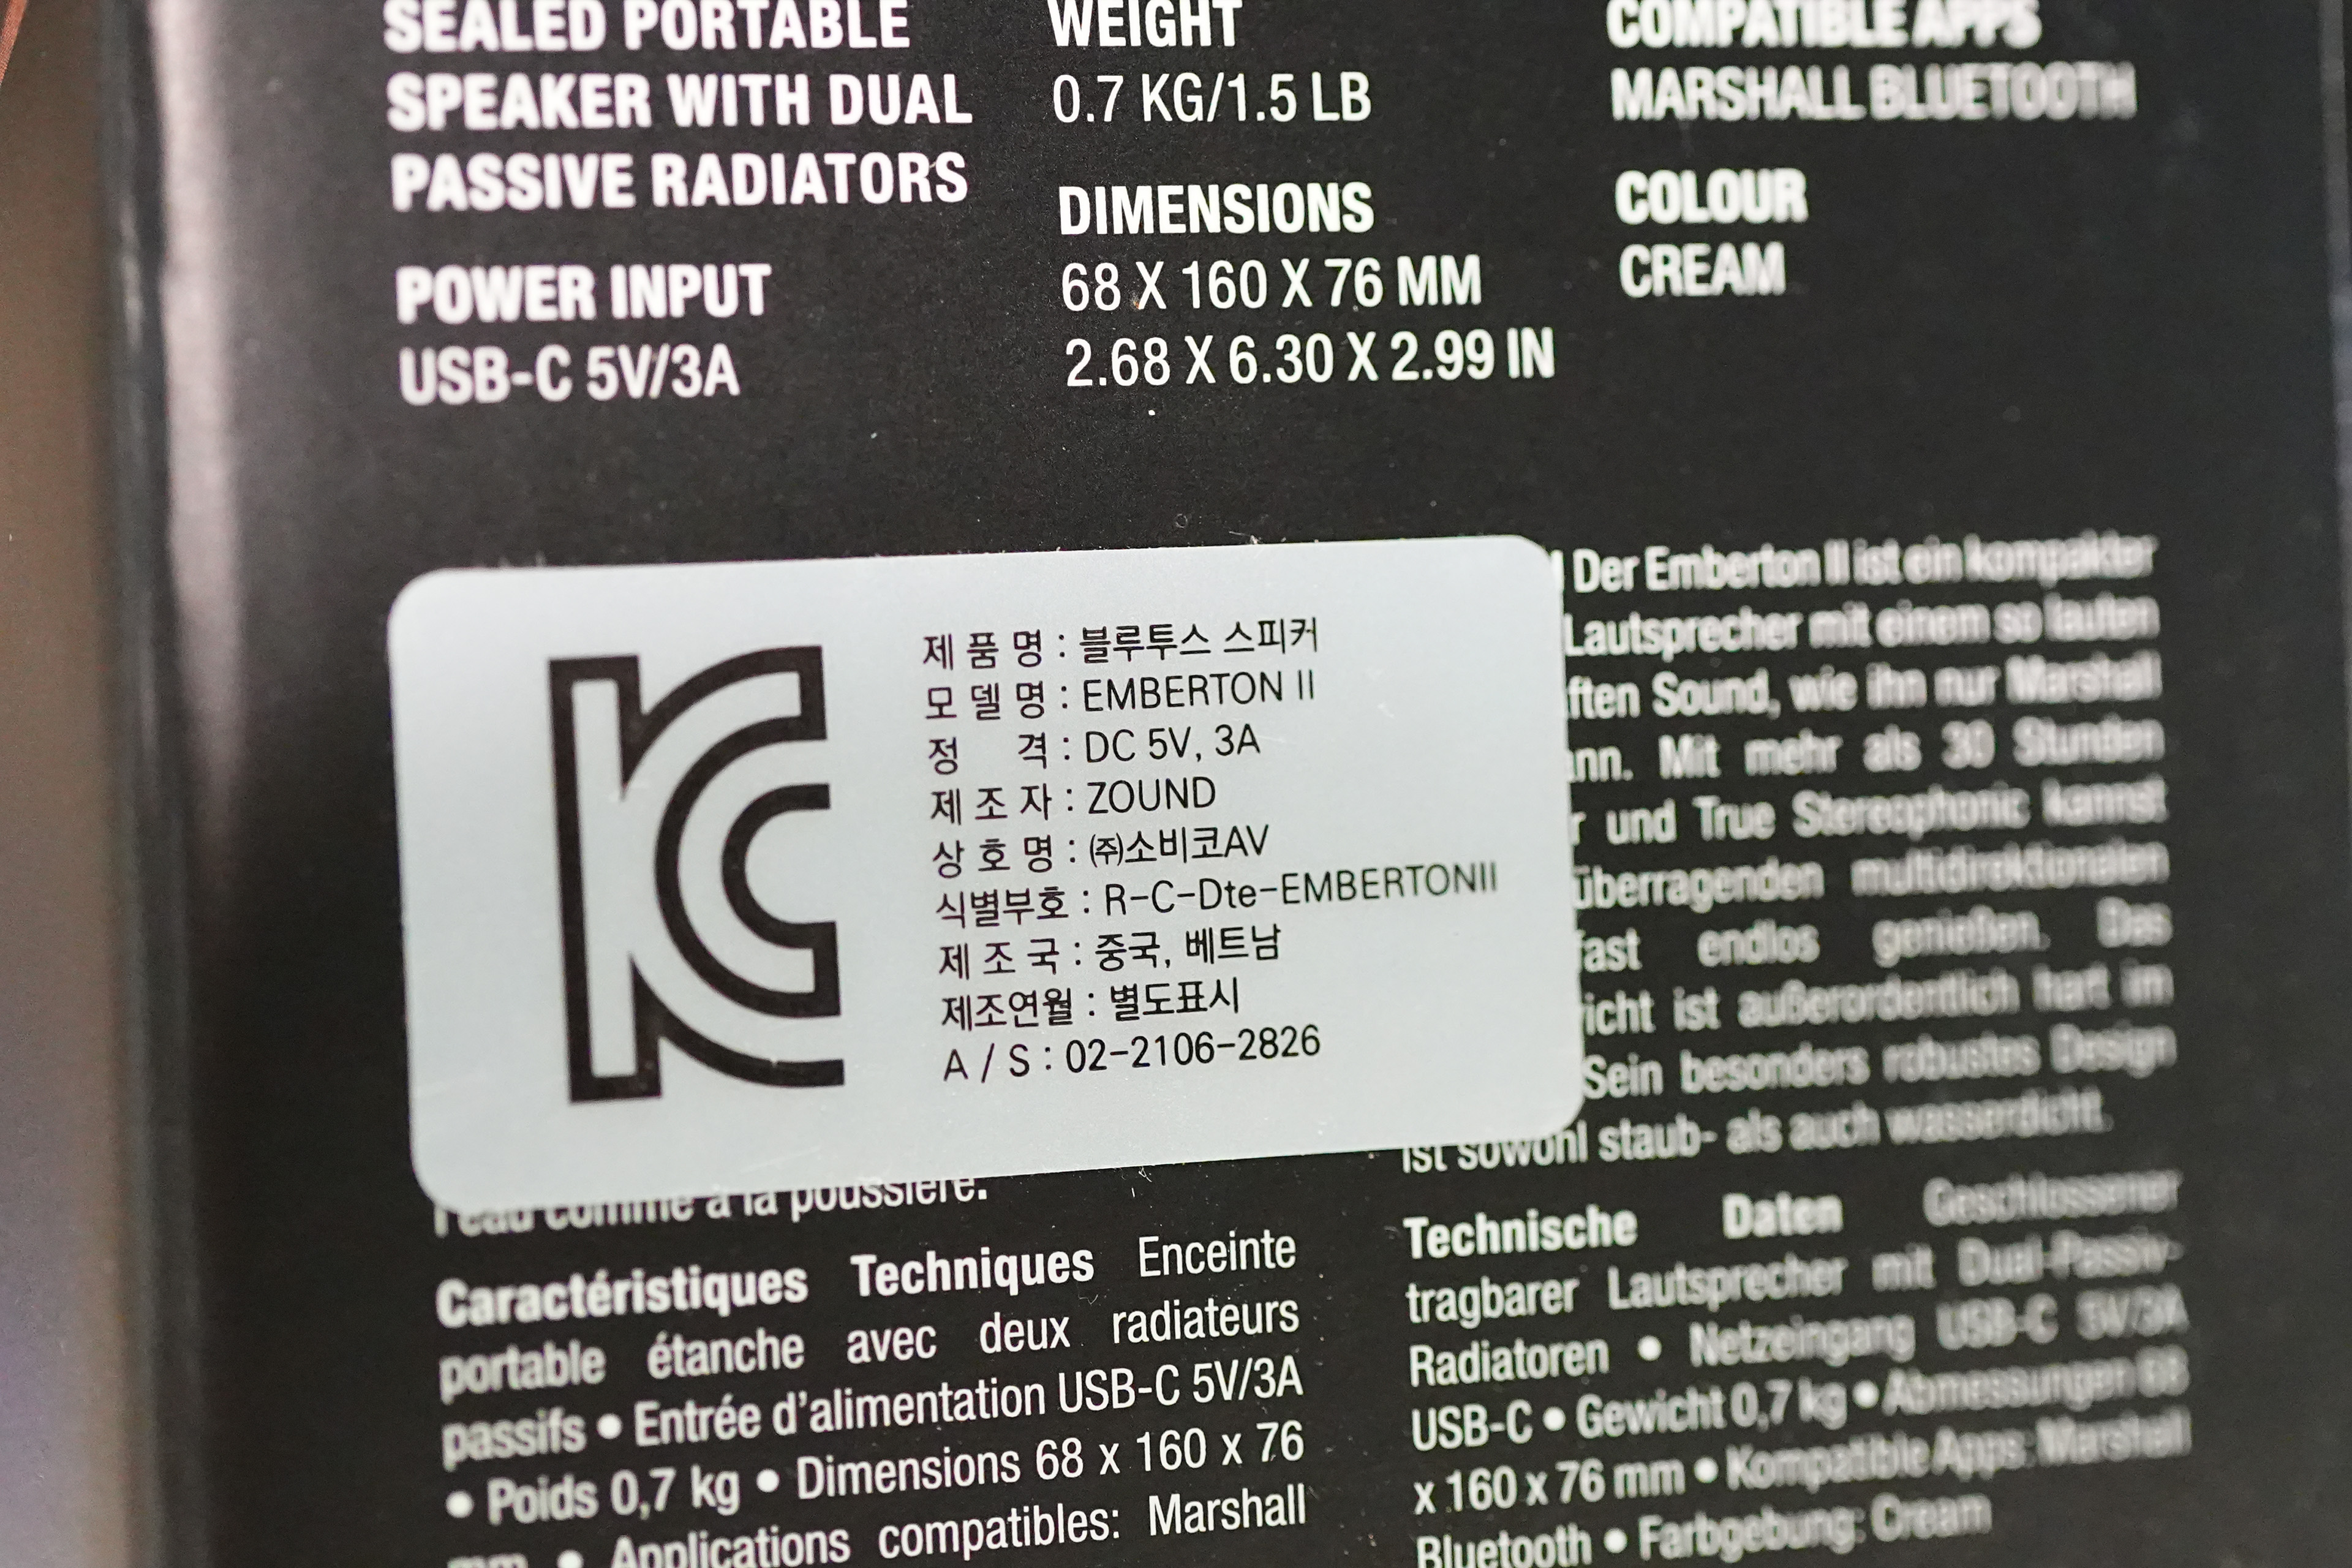 SEALED PORTABLE
SPEAKER WITH DUAL
PASSIVE RADIATORS
POWER INPUT
USB-C 5V/3A
WEIGHT
0.7 KG/1.5 LB
DIMENSIONS
68 X 160 X 76 MM
2.68 X 6.30 X 2.99 IN
COMPATIBLE APPS
MARSHALL BLUETOOTH
COLOUR
CREAM
제품명 : 블루투스 스피커
모델명 : EMBERTON II
정 격 : DC 5V, 3A
제조자 : ZOUND
상호명 : ㈜소비코AV
식별부호 : R-C-Dte-EMBERTONII
제조국 : 중국, 베트남
제조연월 : 별도표시
A / S : 02-2106-2826
l'eau comme à la poussière.
Caractéristiques Techniques Enceinte
portable étanche avec deux radiateurs
passifs • Entrée d'alimentation USB-C 5V/3A
• Poids 0,7 kg • Dimensions 68 x 160 x 76
mm • Applications compatibles: Marshall
Der Emberton II ist ein kompakter
Lautsprecher mit einem so lauten
Sound, wie ihn nur Marshall
Mit mehr als 30 Stunden
und True Stereophonic kannst
überragenden multidirektionalen
fast endlos genießen. Das
ist außerordentlich hart im
Sein besonders robustes Design
ist sowohl staub- als auch wasserdicht.
Technische Daten Geschlossener
tragbarer Lautsprecher mit Dual-Passiv-
Radiatoren • Netzeingang USB-C 5V/3A
USB-C • Gewicht 0,7 kg • Abmessungen 68
x 160 x 76 mm • Kompatible Apps: Marshall
Bluetooth • Farbgebung: Cream